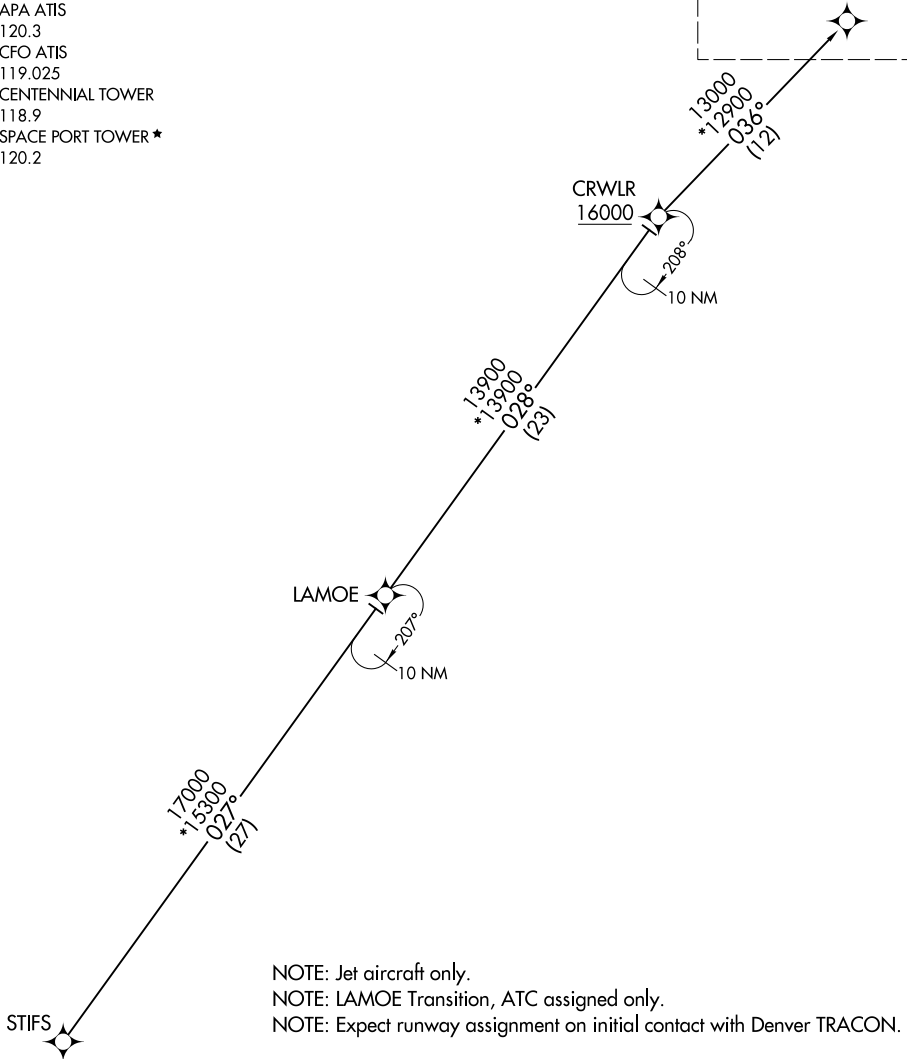 APA ATIS
120.3
CFO ATIS
119.025
CENTENNIAL TOWER
118.9
SPACE PORT TOWER★
120.2
13000
*12900
036°
(12)
CRWLR
16000
208°
10 NM
13900
*13900
028°
(23)
LAMOE
207°
10 NM
17000
*15300
027°
(27)
STIFS
NOTE: Jet aircraft only.
NOTE: LAMOE Transition, ATC assigned only.
NOTE: Expect runway assignment on initial contact with Denver TRACON.